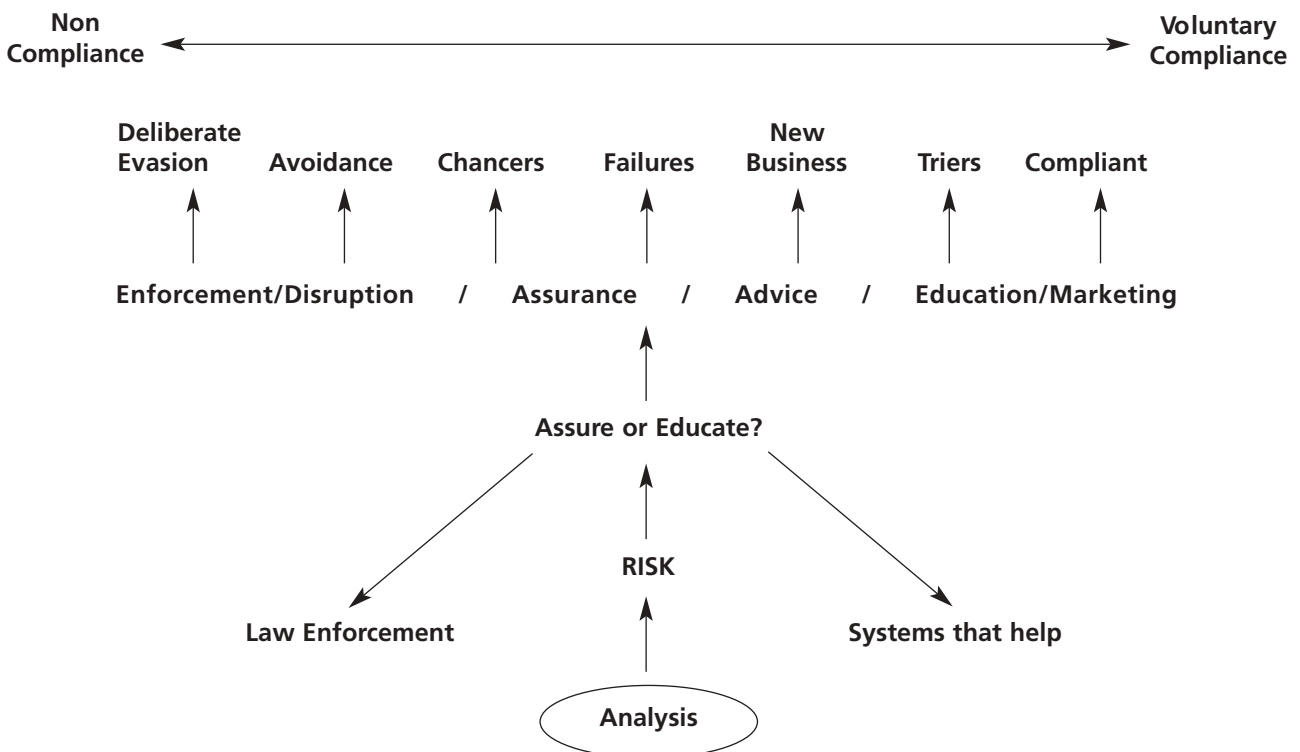 Non
Compliance
Voluntary
Compliance
Deliberate
Evasion
Avoidance
Chancers
Failures
New
Business
Triers
Compliant
Enforcement/Disruption / Assurance / Advice / Education/Marketing
Assure or Educate?
RISK
Law Enforcement
Systems that help
Analysis